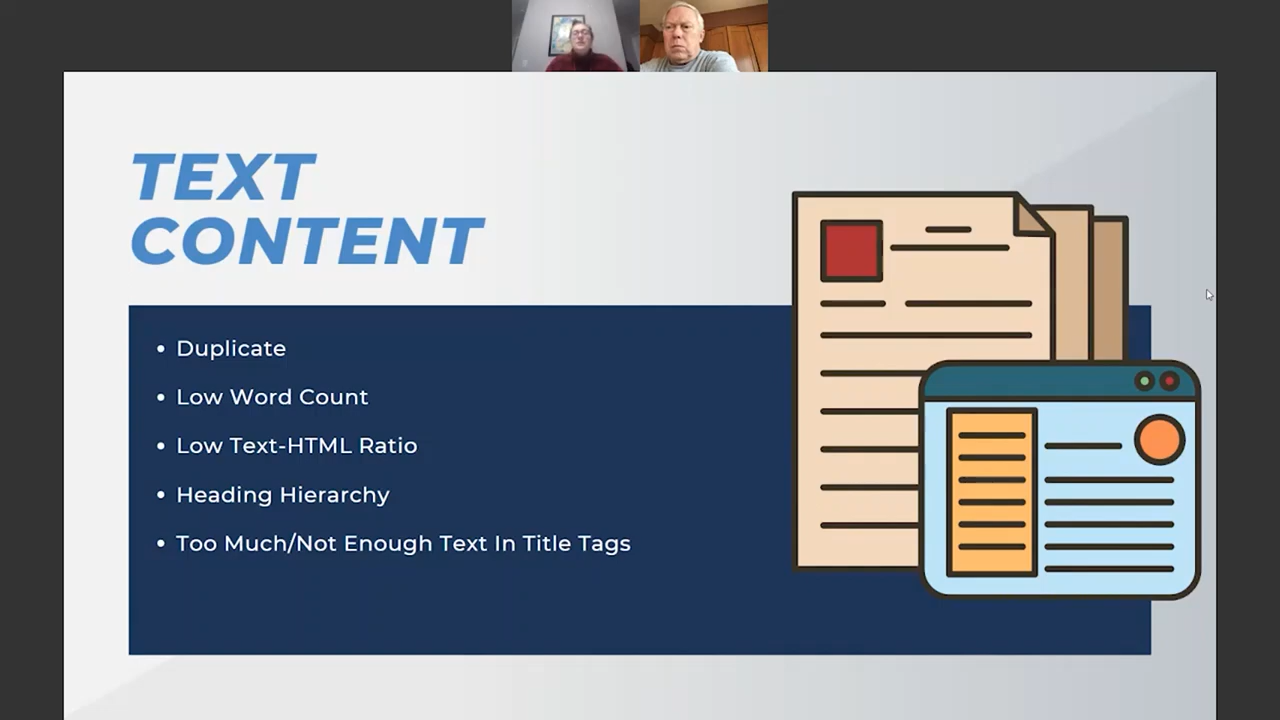 TEXT
CONTENT
Duplicate
Low Word Count
Low Text-HTML Ratio
Heading Hierarchy
Too Much/Not Enough Text In Title Tags